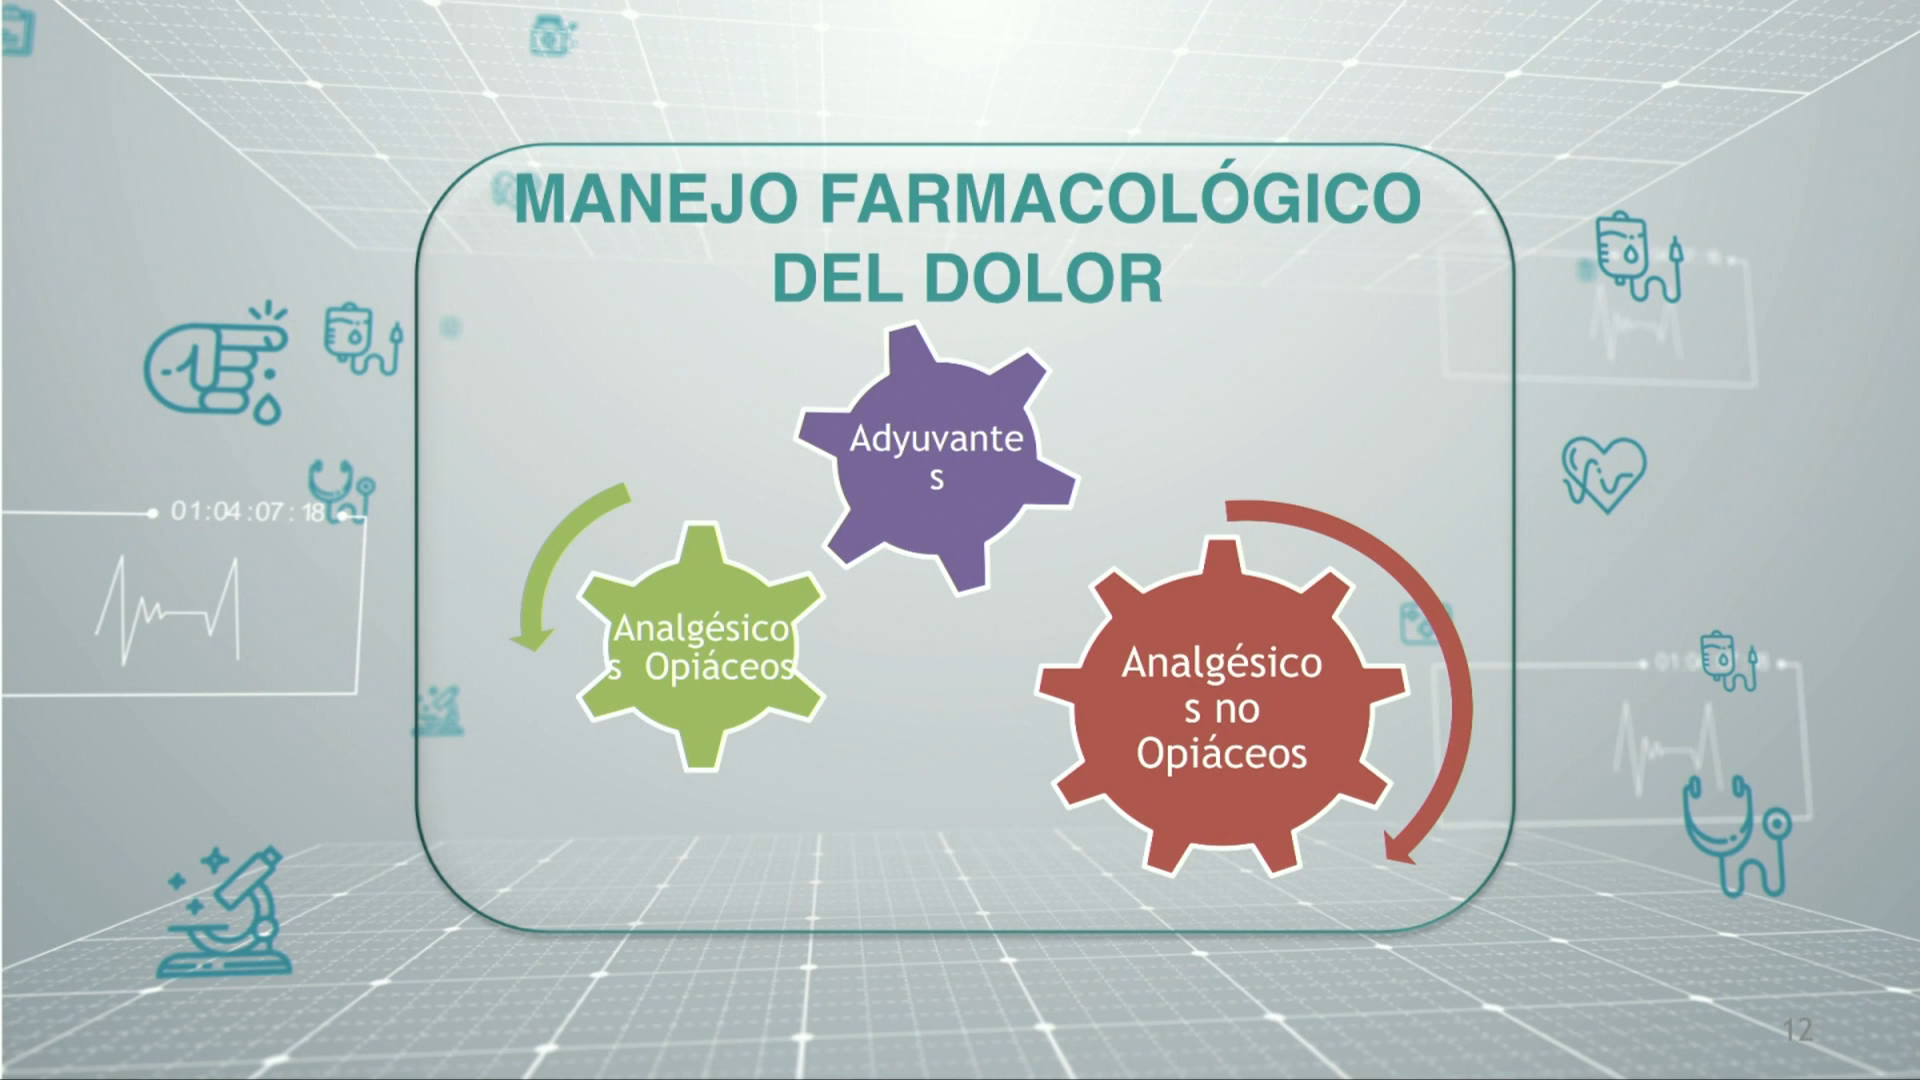 MANEJO FARMACOLÓGICO
DEL DOLOR
Adyuvante
s
Analgésico
s Opiáceos
Analgésico
s no
Opiáceos
01:04:07:18
12